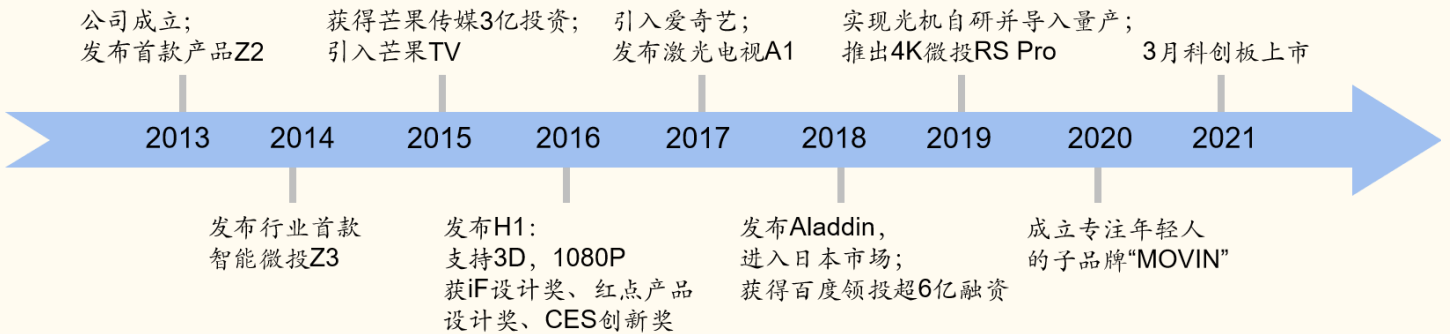 公司成立；
发布首款产品Z2
获得芒果传媒3亿投资；
引入芒果TV
引入爱奇艺；
发布激光电视A1
实现光机自研并导入量产；
推出4K微投RS Pro
3月科创板上市
2013
2014
2015
2016
2017
2018
2019
2020
2021
发布行业首款
智能微投Z3
发布H1：
支持3D，1080P
获iF设计奖、红点产品
设计奖、CES创新奖
发布Aladdin，
进入日本市场；
获得百度领投超6亿融资
成立专注年轻人
的子品牌“MOVIN”